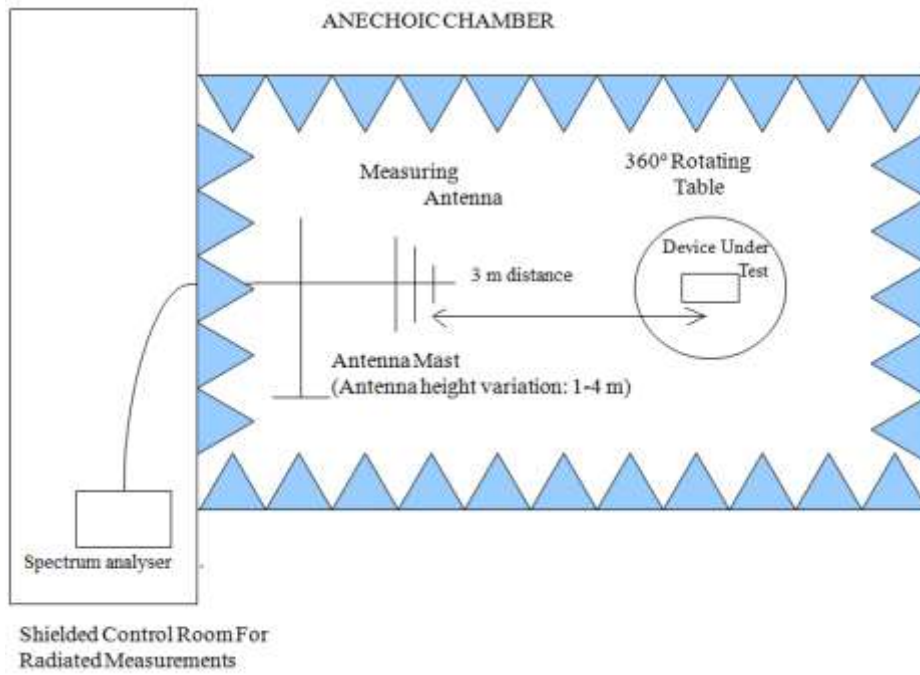 ANECHOIC CHAMBER
Measuring
Antenna
360º Rotating
Table
Device Under
Test
3 m distance
Antenna Mast
(Antenna height variation: 1-4 m)
Spectrum analyser
Shielded Control Room For
Radiated Measurements